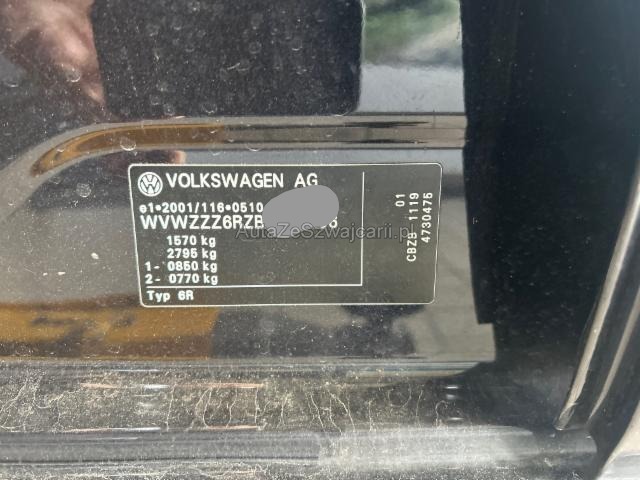 VOLKSWAGEN AG
e1*2001/116*0510
WVWZZZ6RZB 6
1570 kg
2795 kg
1- 0850 kg
2- 0770 kg
Typ 6R
01
CBZB 1119
4730475
AutaZeSzwajcarii.pl